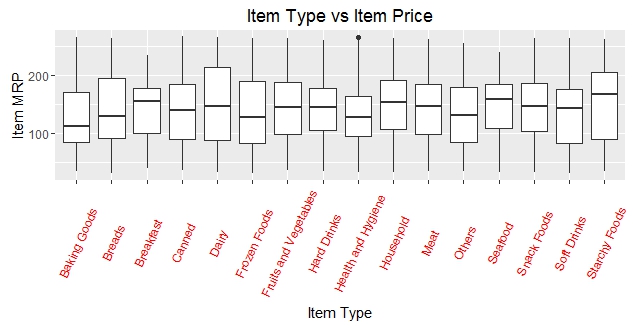 Item Type vs Item Price
Item MRP
200
100
Baking Goods
Breads
Breakfast
Canned
Dairy
Frozen Foods
Fruits and Vegetables
Hard Drinks
Health and Hygiene
Household
Meat
Others
Seafood
Snack Foods
Soft Drinks
Starchy Foods
Item Type